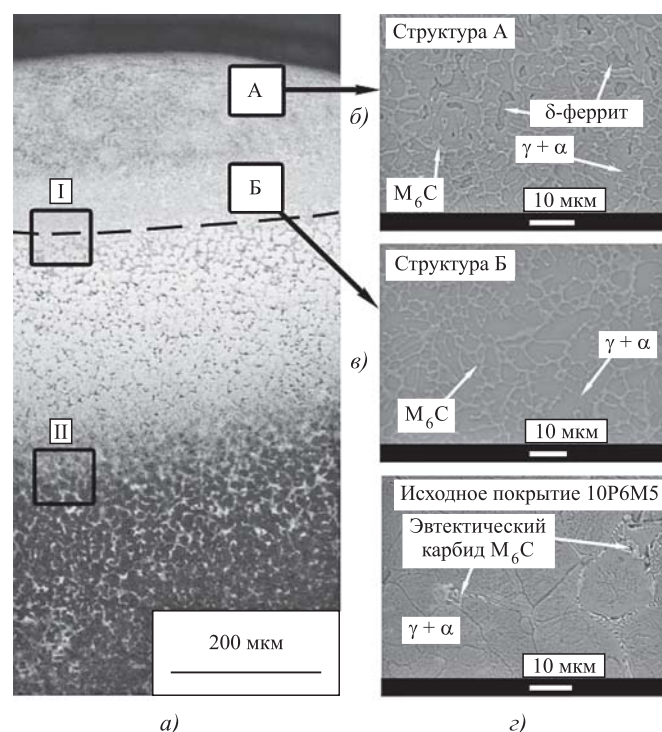 А
Б
I
II
200 мкм
а)
Структура А
б)
δ-феррит
γ + α
M₆C
10 мкм
Структура Б
в)
γ + α
M₆C
10 мкм
Исходное покрытие 10Р6М5
Эвтектический
карбид M₆C
γ + α
10 мкм
г)